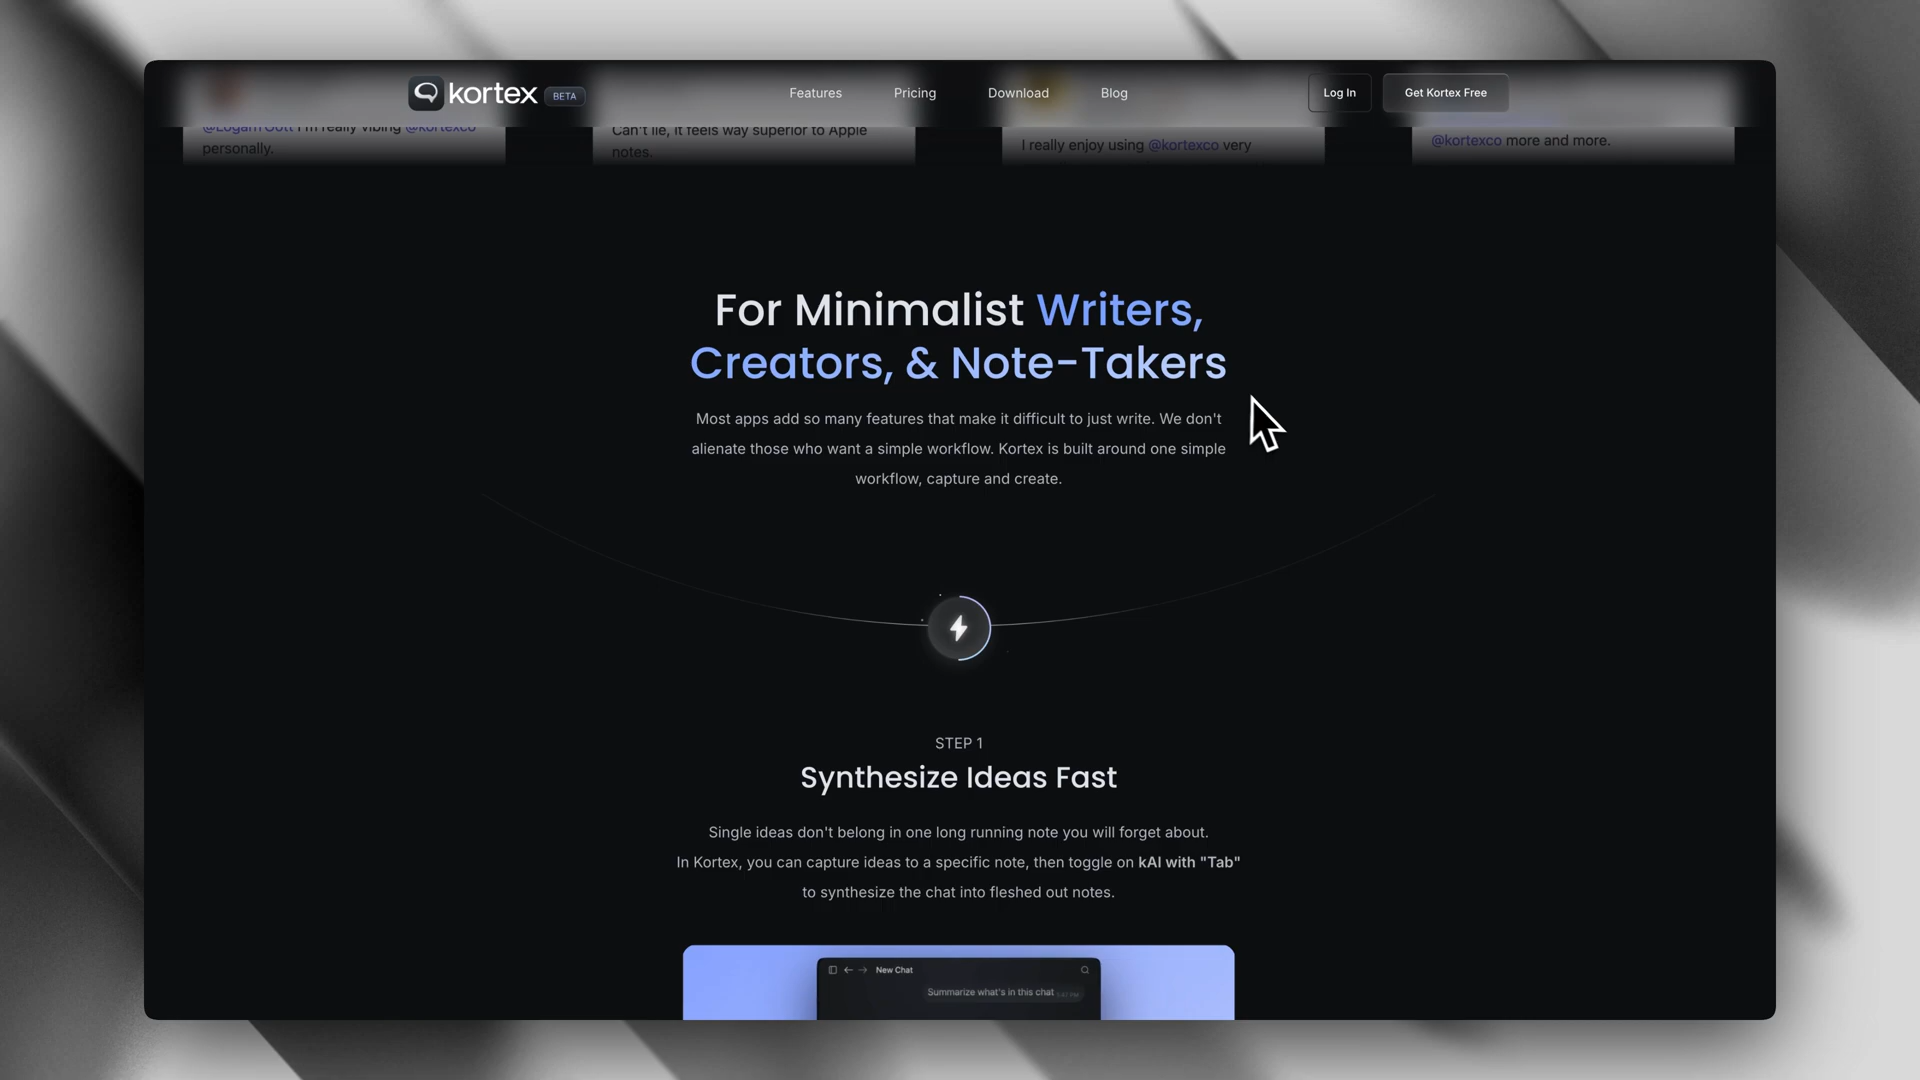 kortex BETA
Features
Pricing
Download
Blog
Log In
Get Kortex Free
@LoganTGott I'm really vibing @kortexco
personally.
Can't lie, it feels way superior to Apple
notes.
I really enjoy using @kortexco very
@kortexco more and more.
For Minimalist Writers,
Creators, & Note-Takers
Most apps add so many features that make it difficult to just write. We don't
alienate those who want a simple workflow. Kortex is built around one simple
workflow, capture and create.
STEP 1
Synthesize Ideas Fast
Single ideas don't belong in one long running note you will forget about.
In Kortex, you can capture ideas to a specific note, then toggle on kAI with "Tab"
to synthesize the chat into fleshed out notes.
New Chat
Summarize what's in this chat